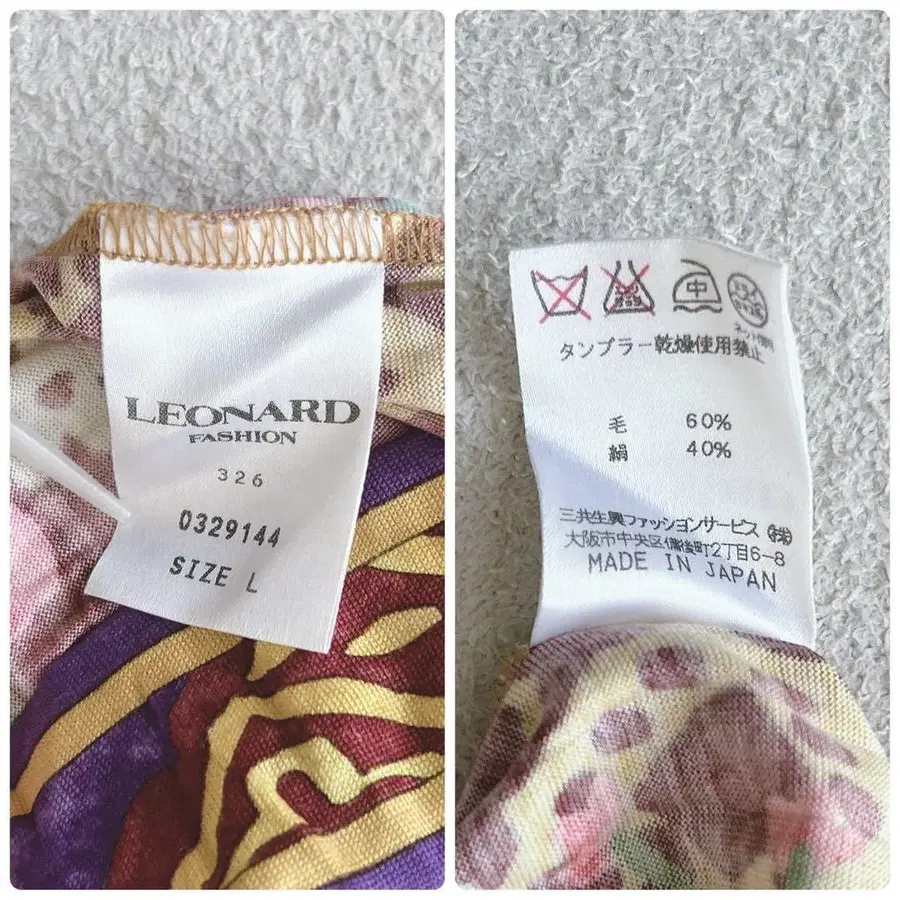 LEONARD
FASHION
326
0329144
SIZE L
中
タンブラー乾燥使用禁止
毛 60%
絹 40%
三共生興ファッションサービス(株)
大阪市中央区備後町2丁目6-8
MADE IN JAPAN